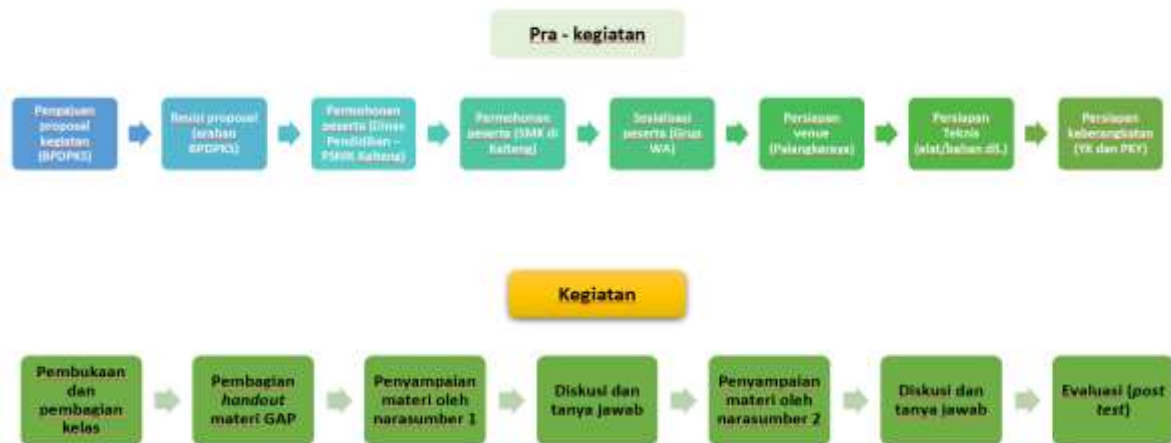 Pra - kegiatan
Pengajuan
proposal
kegiatan
(BPDPKS)
Revisi proposal
(arahan
BPDPKS)
Permohonan
peserta (Dinas
Pendidikan –
PSMK Kalteng)
Permohonan
peserta (SMK di
Kalteng)
Sosialisasi
peserta (Grup
WA)
Persiapan
venue
(Palangkaraya)
Persiapan
Teknis
(alat/bahan dll.)
Persiapan
keberangkatan
(YK dan PKY)
Kegiatan
Pembukaan
dan
pembagian
kelas
Pembagian
handout
materi GAP
Penyampaian
materi oleh
narasumber 1
Diskusi dan
tanya jawab
Penyampaian
materi oleh
narasumber 2
Diskusi dan
tanya jawab
Evaluasi (post
test)